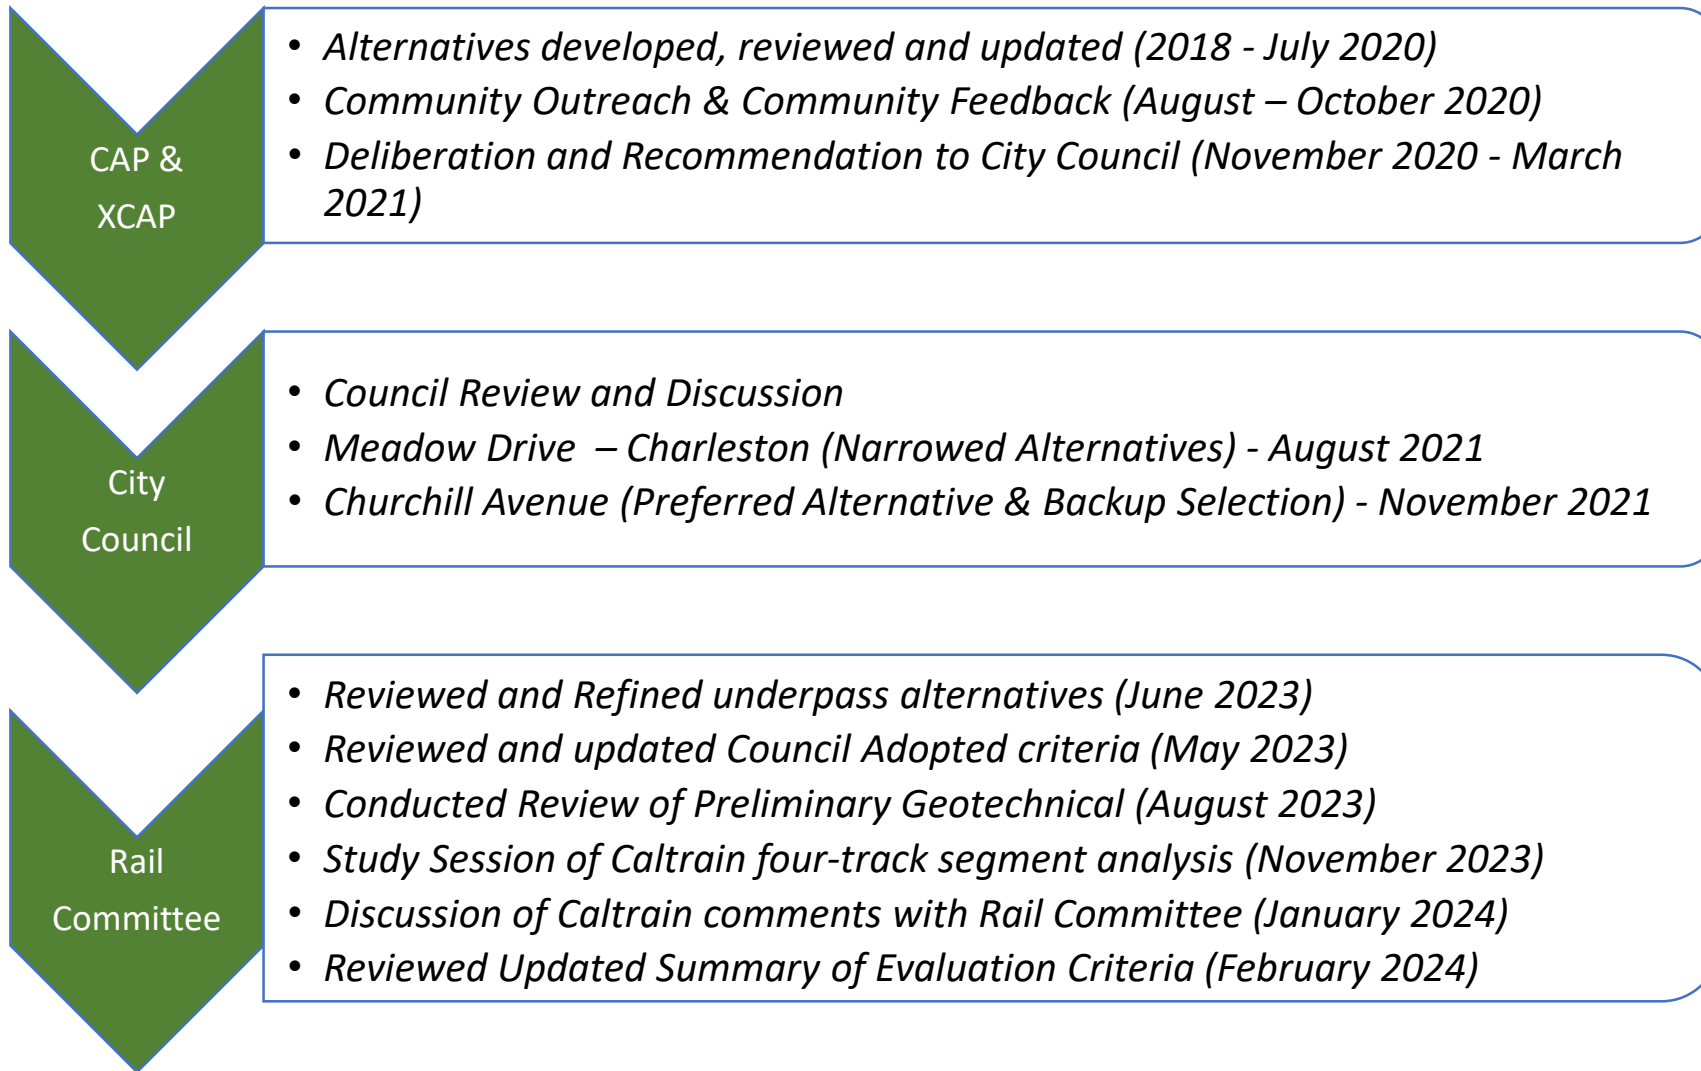 CAP &
XCAP
• Alternatives developed, reviewed and updated (2018 - July 2020)
• Community Outreach & Community Feedback (August – October 2020)
• Deliberation and Recommendation to City Council (November 2020 - March
2021)
City
Council
• Council Review and Discussion
• Meadow Drive – Charleston (Narrowed Alternatives) - August 2021
• Churchill Avenue (Preferred Alternative & Backup Selection) - November 2021
Rail
Committee
• Reviewed and Refined underpass alternatives (June 2023)
• Reviewed and updated Council Adopted criteria (May 2023)
• Conducted Review of Preliminary Geotechnical (August 2023)
• Study Session of Caltrain four-track segment analysis (November 2023)
• Discussion of Caltrain comments with Rail Committee (January 2024)
• Reviewed Updated Summary of Evaluation Criteria (February 2024)